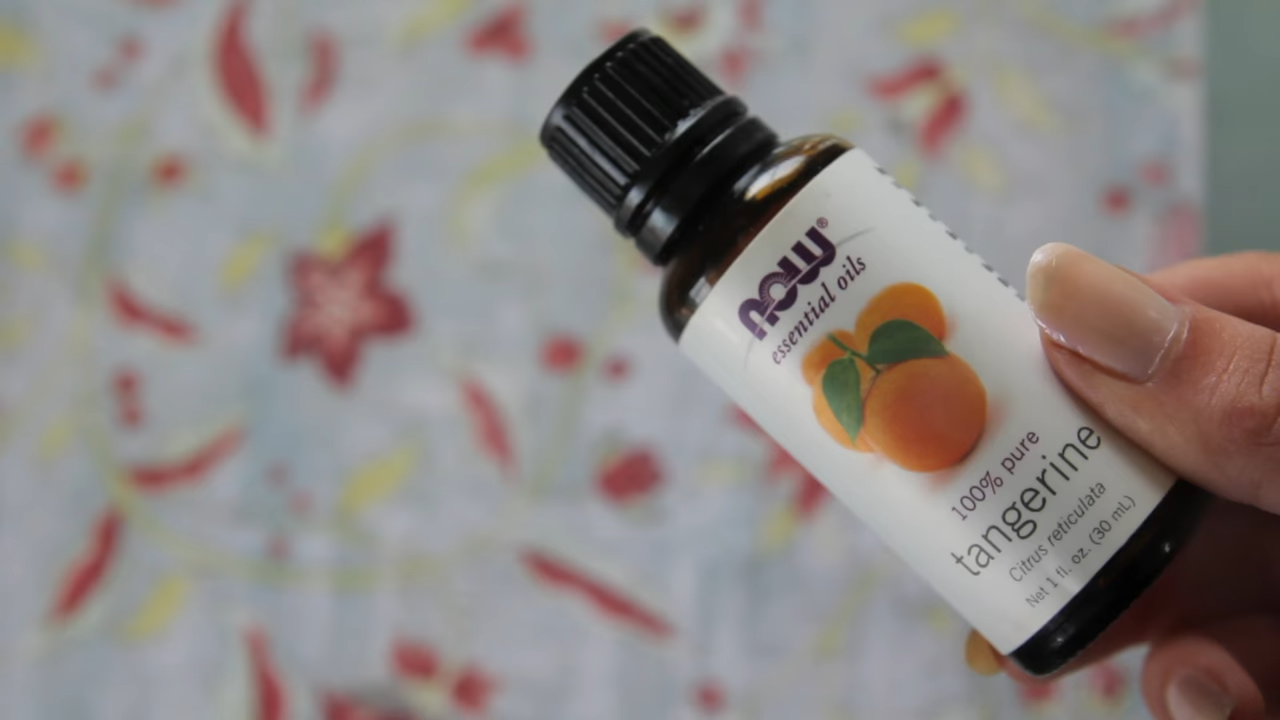 NOW®
essential oils
100% pure
tangerine
Citrus reticulata
Net 1 fl. oz. (30 mL)